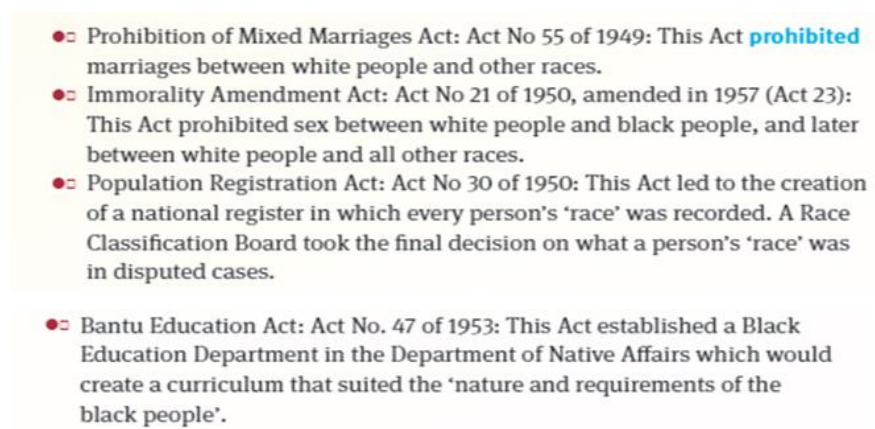 Prohibition of Mixed Marriages Act: Act No 55 of 1949: This Act prohibited
marriages between white people and other races.
Immorality Amendment Act: Act No 21 of 1950, amended in 1957 (Act 23):
This Act prohibited sex between white people and black people, and later
between white people and all other races.
Population Registration Act: Act No 30 of 1950: This Act led to the creation
of a national register in which every person's ‘race’ was recorded. A Race
Classification Board took the final decision on what a person's ‘race’ was
in disputed cases.
Bantu Education Act: Act No. 47 of 1953: This Act established a Black
Education Department in the Department of Native Affairs which would
create a curriculum that suited the ‘nature and requirements of the
black people’.